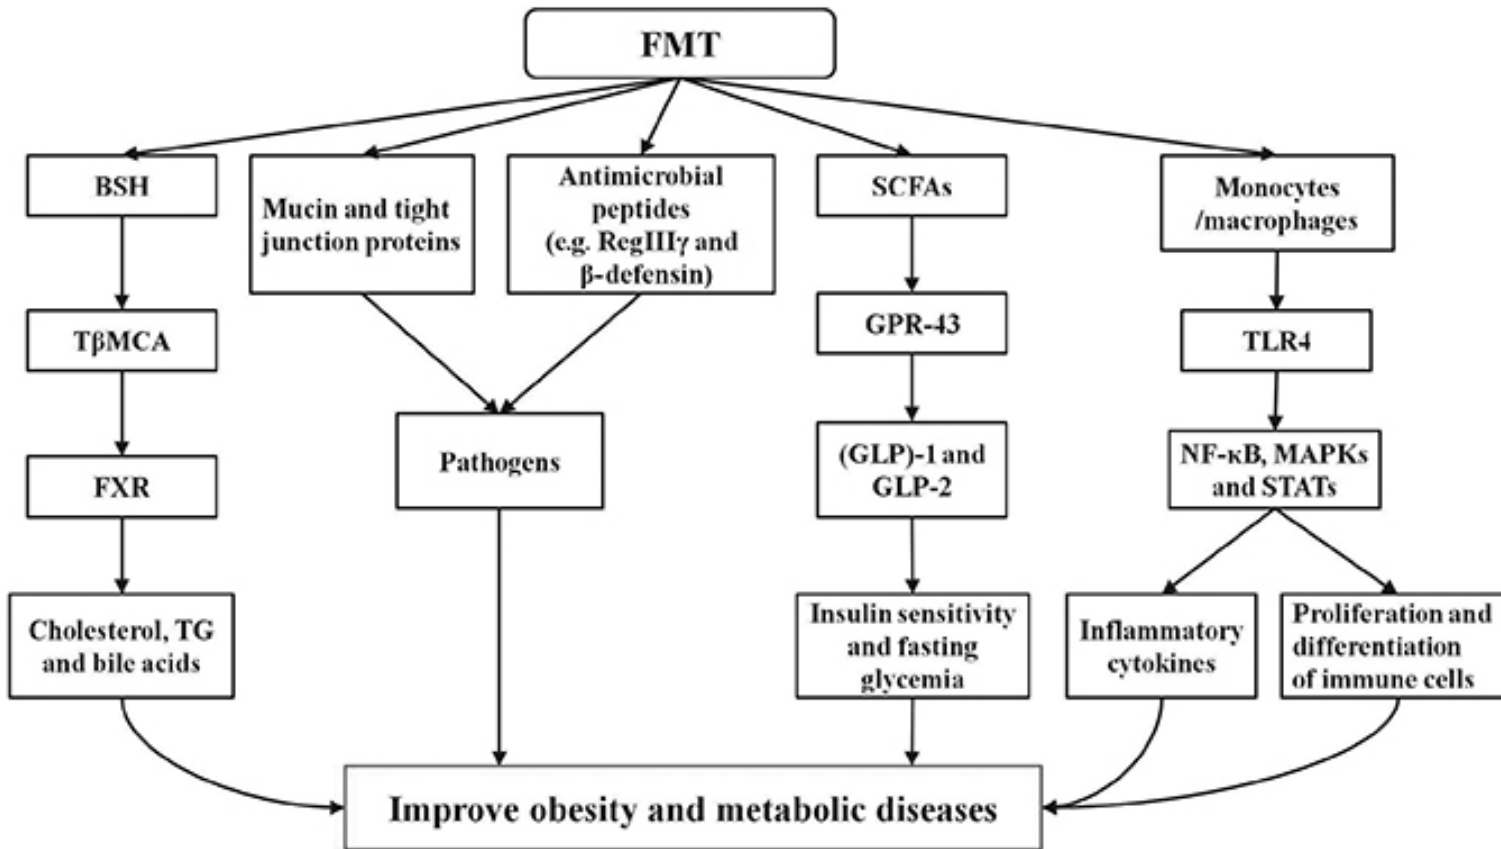 FMT
BSH
Mucin and tight
junction proteins
Antimicrobial
peptides
(e.g. RegIIIγ and
β-defensin)
SCFAs
Monocytes
/macrophages
TβMCA
GPR-43
TLR4
FXR
Pathogens
(GLP)-1 and
GLP-2
NF-κB, MAPKs
and STATs
Cholesterol, TG
and bile acids
Insulin sensitivity
and fasting
glycemia
Inflammatory
cytokines
Proliferation and
differentiation
of immune cells
Improve obesity and metabolic diseases